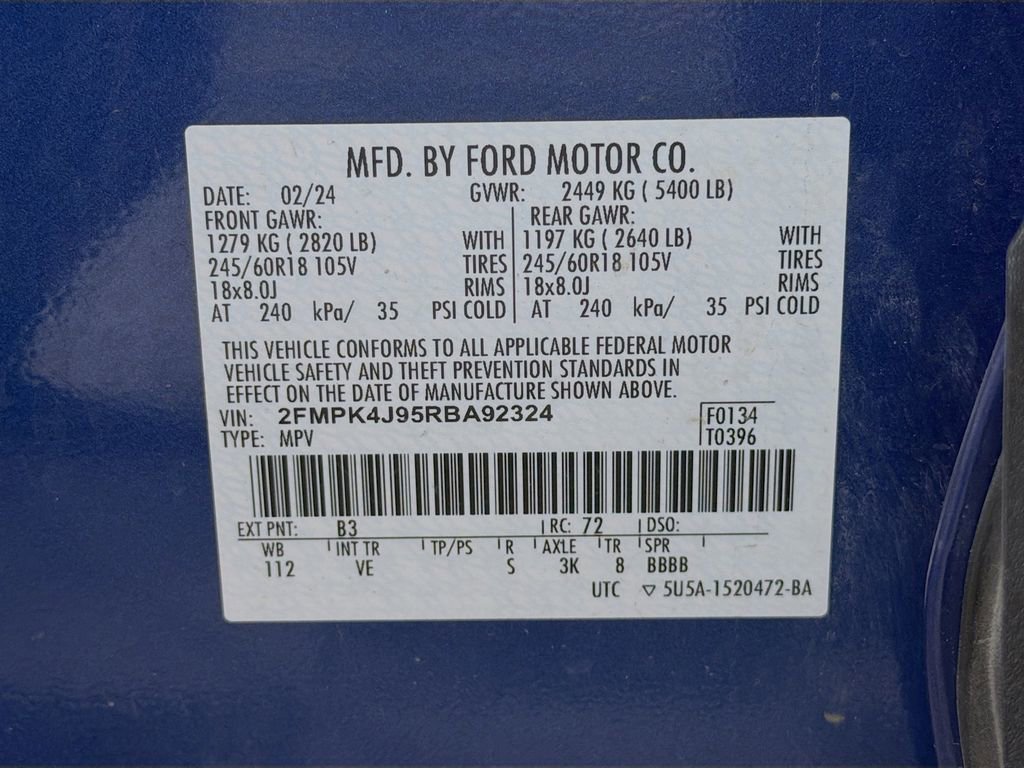 MFD. BY FORD MOTOR CO.
DATE: 02/24 GVWR: 2449 KG ( 5400 LB)
FRONT GAWR: REAR GAWR:
1279 KG ( 2820 LB) WITH 1197 KG ( 2640 LB) WITH
245/60R18 105V TIRES 245/60R18 105V TIRES
18x8.0J RIMS 18x8.0J RIMS
AT 240 kPa/ 35 PSI COLD AT 240 kPa/ 35 PSI COLD
THIS VEHICLE CONFORMS TO ALL APPLICABLE FEDERAL MOTOR
VEHICLE SAFETY AND THEFT PREVENTION STANDARDS IN
EFFECT ON THE DATE OF MANUFACTURE SHOWN ABOVE.
VIN: 2FMPK4J95RBA92324 F0134
TYPE: MPV T0396
EXT PNT: B3 RC: 72 DSO:
WB INT TR TP/PS R AXLE TR SPR
112 VE S 3K 8 BBBB
UTC ▽ 5U5A-1520472-BA